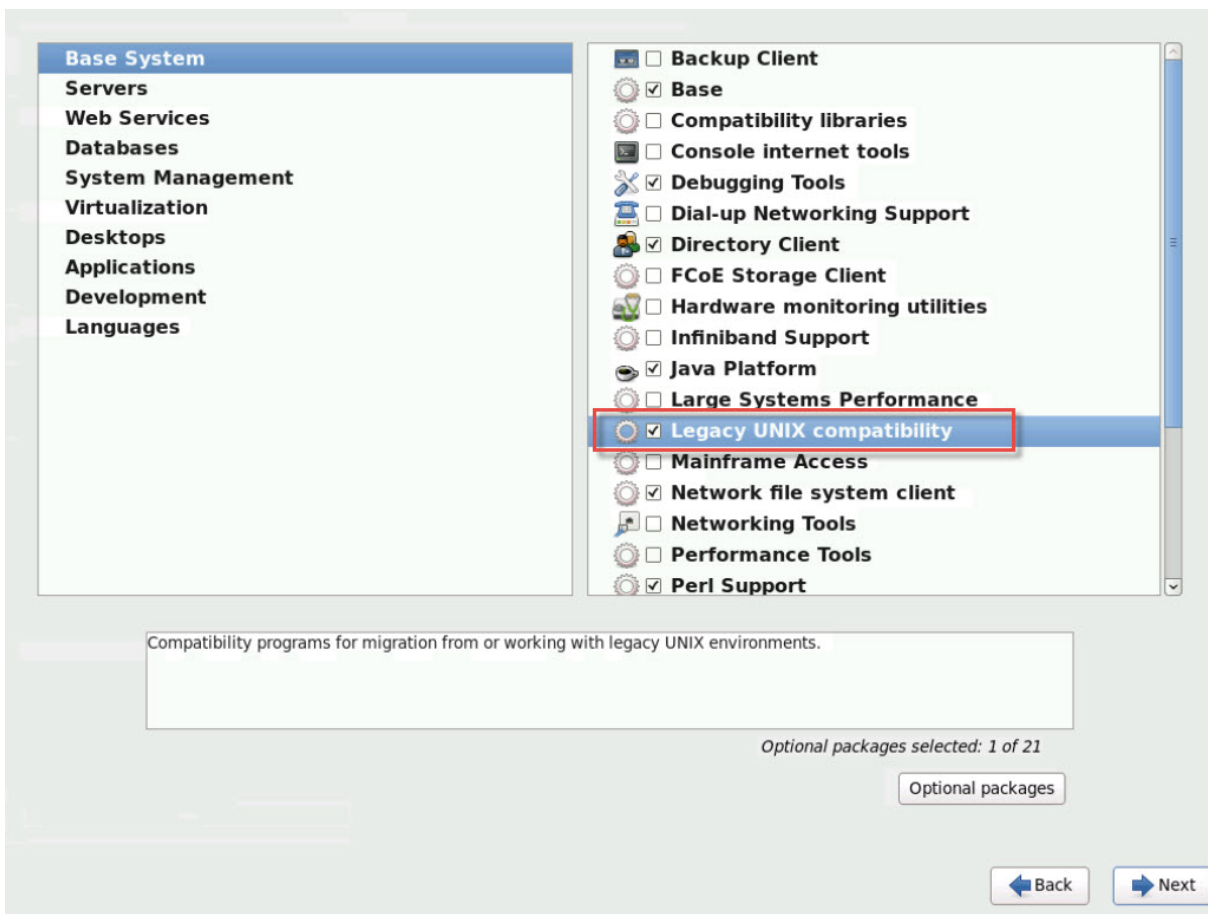 Base System
Servers
Web Services
Databases
System Management
Virtualization
Desktops
Applications
Development
Languages
Backup Client
Base
Compatibility libraries
Console internet tools
Debugging Tools
Dial-up Networking Support
Directory Client
FCoE Storage Client
Hardware monitoring utilities
Infiniband Support
Java Platform
Large Systems Performance
Legacy UNIX compatibility
Mainframe Access
Network file system client
Networking Tools
Performance Tools
Perl Support
Compatibility programs for migration from or working with legacy UNIX environments.
Optional packages selected: 1 of 21
Optional packages
Back
Next